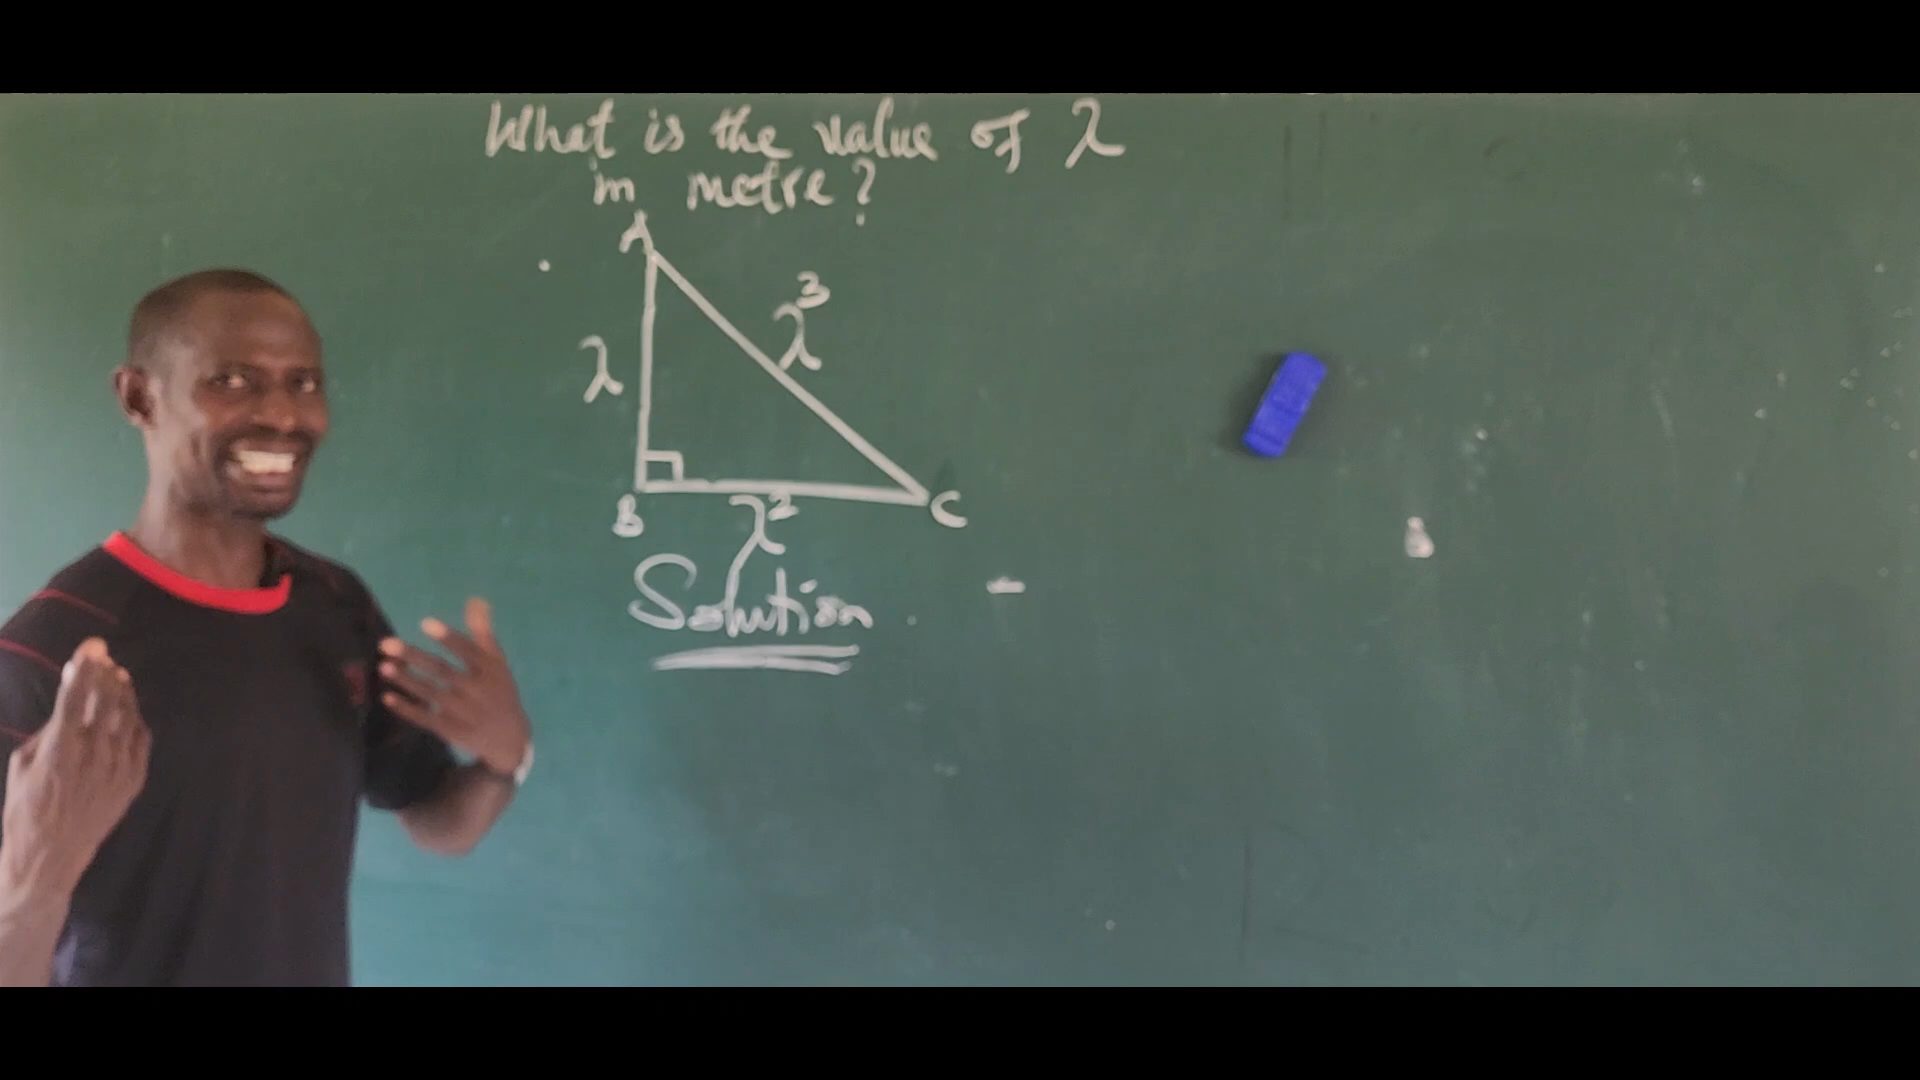 What is the value of λ
in metre?
A
λ
λ³
B
λ²
C
Solution